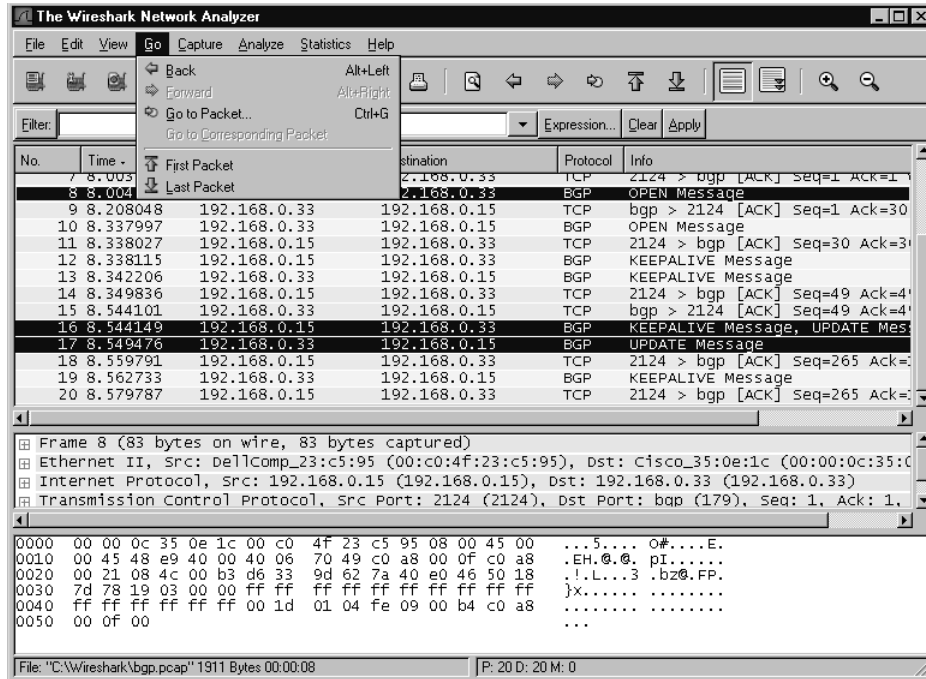 The Wireshark Network Analyzer
File Edit View Go Capture Analyze Statistics Help
Back Alt+Left
Forward Alt+Right
Go to Packet... Ctrl+G
Go to Corresponding Packet
First Packet
Last Packet
Filter: Expression... Clear Apply
No. Time stination Protocol Info
7 8.003 2.168.0.33 TCP 2124 > bgp [ACK] Seq=1 Ack=1
8 8.004 2.168.0.33 BGP OPEN Message
9 8.208048 192.168.0.33 192.168.0.15 TCP bgp > 2124 [ACK] Seq=1 Ack=30
10 8.337997 192.168.0.33 192.168.0.15 BGP OPEN Message
11 8.338027 192.168.0.15 192.168.0.33 TCP 2124 > bgp [ACK] Seq=30 Ack=3
12 8.338115 192.168.0.15 192.168.0.33 BGP KEEPALIVE Message
13 8.342206 192.168.0.33 192.168.0.15 BGP KEEPALIVE Message
14 8.349836 192.168.0.15 192.168.0.33 TCP 2124 > bgp [ACK] Seq=49 Ack=4
15 8.544101 192.168.0.33 192.168.0.15 TCP bgp > 2124 [ACK] Seq=49 Ack=4
16 8.544149 192.168.0.15 192.168.0.33 BGP KEEPALIVE Message, UPDATE Mes
17 8.549476 192.168.0.33 192.168.0.15 BGP UPDATE Message
18 8.559791 192.168.0.15 192.168.0.33 TCP 2124 > bgp [ACK] Seq=265 Ack=
19 8.562733 192.168.0.33 192.168.0.15 BGP KEEPALIVE Message
20 8.579787 192.168.0.15 192.168.0.33 TCP 2124 > bgp [ACK] Seq=265 Ack=
Frame 8 (83 bytes on wire, 83 bytes captured)
Ethernet II, Src: DellComp_23:c5:95 (00:c0:4f:23:c5:95), Dst: Cisco_35:0e:1c (00:00:0c:35:0
Internet Protocol, Src: 192.168.0.15 (192.168.0.15), Dst: 192.168.0.33 (192.168.0.33)
Transmission Control Protocol, Src Port: 2124 (2124), Dst Port: bgp (179), Seq: 1, Ack: 1,
0000 00 00 0c 35 0e 1c 00 c0 4f 23 c5 95 08 00 45 00 ...5.... O#....E.
0010 00 45 48 e9 40 00 40 06 70 49 c0 a8 00 0f c0 a8 .EH.@.@. pI......
0020 00 21 08 4c 00 b3 d6 33 9d 62 7a 40 e0 46 50 18 .!.L...3 .bz@.FP.
0030 7d 78 19 03 00 00 ff ff ff ff ff ff ff ff ff ff }x...... ........
0040 ff ff ff ff ff ff 00 1d 01 04 fe 09 00 b4 c0 a8 ........ ........
0050 00 0f 00 ...
File: "C:\Wireshark\bgp.pcap" 1911 Bytes 00:00:08 P: 20 D: 20 M: 0